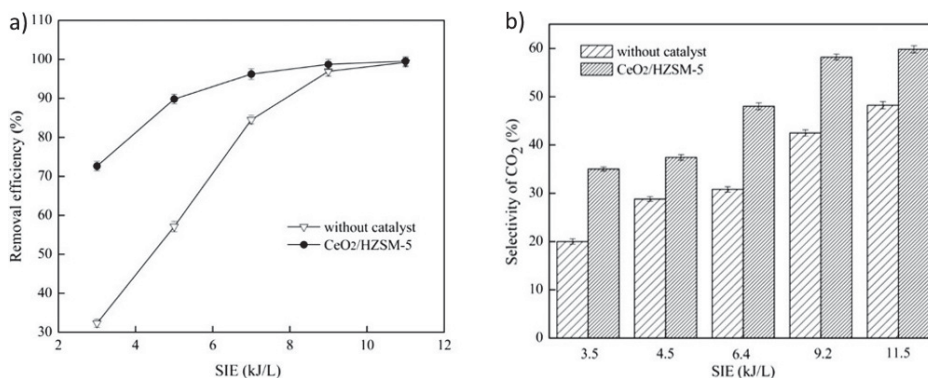 a)
110
100
90
80
70
60
50
40
30
Removal efficiency (%)
without catalyst
CeO2/HZSM-5
2 4 6 8 10 12
SIE (kJ/L)
b)
60
50
40
30
20
10
0
Selectivity of CO2 (%)
without catalyst
CeO2/HZSM-5
3.5 4.5 6.4 9.2 11.5
SIE (kJ/L)